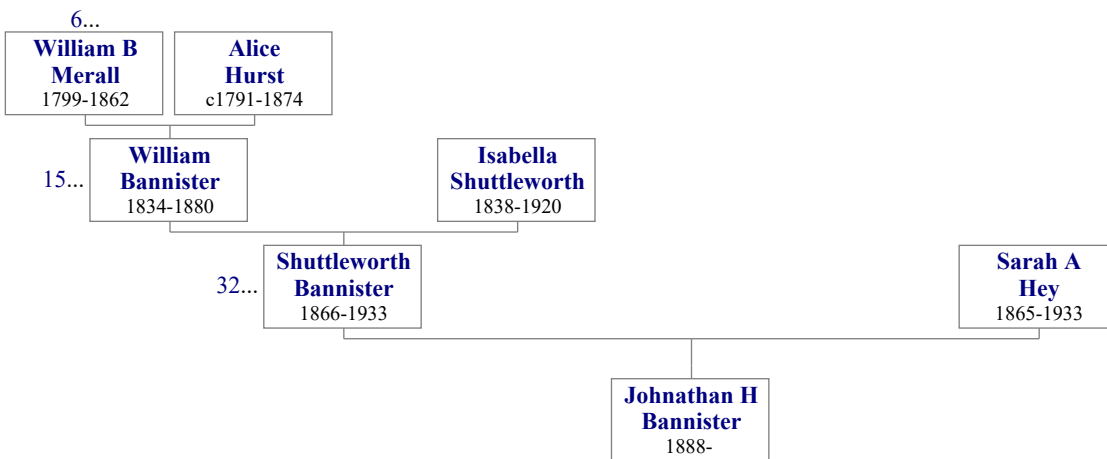 6...
William B
Merall
1799-1862
Alice
Hurst
c1791-1874
15...
William
Bannister
1834-1880
Isabella
Shuttleworth
1838-1920
32...
Shuttleworth
Bannister
1866-1933
Sarah A
Hey
1865-1933
Johnathan H
Bannister
1888-